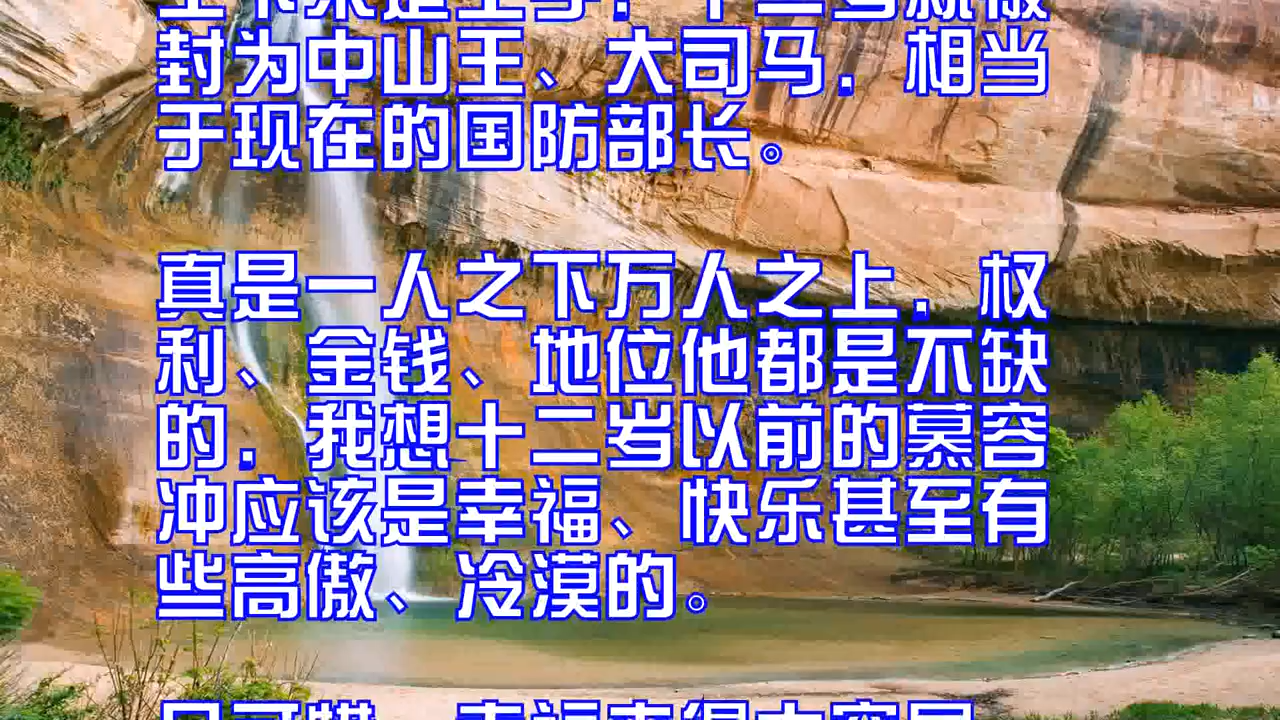 封为中山王、大司马，相当
于现在的国防部长。
真是一人之下万人之上，权
利、金钱、地位他都是不缺
的，我想十二岁以前的慕容
冲应该是幸福、快乐甚至有
些高傲、冷漠的。